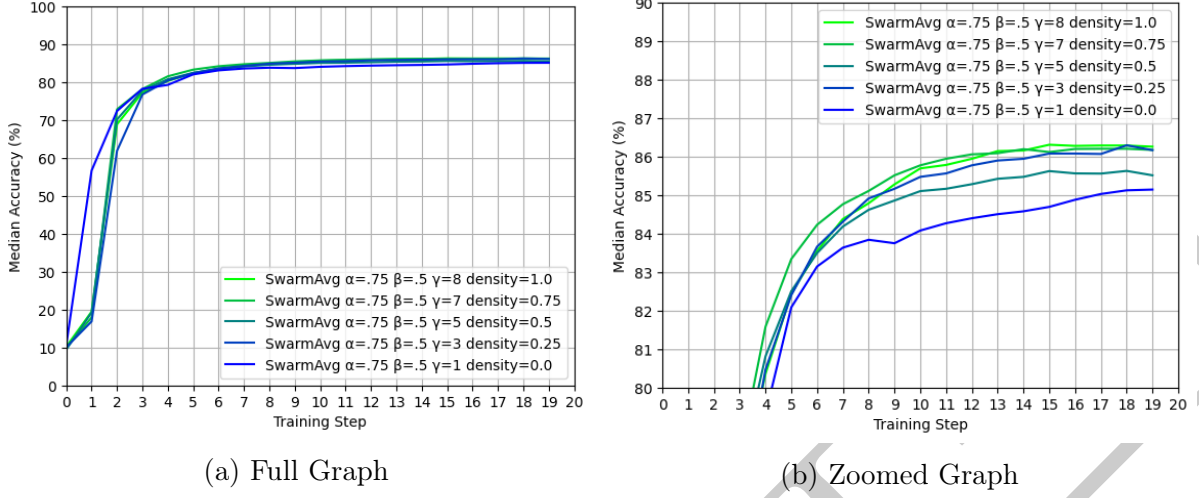 100
90
80
70
60
50
40
30
20
10
0
Median Accuracy (%)
SwarmAvg α=.75 β=.5 γ=8 density=1.0
SwarmAvg α=.75 β=.5 γ=7 density=0.75
SwarmAvg α=.75 β=.5 γ=5 density=0.5
SwarmAvg α=.75 β=.5 γ=3 density=0.25
SwarmAvg α=.75 β=.5 γ=1 density=0.0
0 1 2 3 4 5 6 7 8 9 10 11 12 13 14 15 16 17 18 19 20
Training Step
(a) Full Graph
90
89
88
87
86
85
84
83
82
81
80
Median Accuracy (%)
SwarmAvg α=.75 β=.5 γ=8 density=1.0
SwarmAvg α=.75 β=.5 γ=7 density=0.75
SwarmAvg α=.75 β=.5 γ=5 density=0.5
SwarmAvg α=.75 β=.5 γ=3 density=0.25
SwarmAvg α=.75 β=.5 γ=1 density=0.0
0 1 2 3 4 5 6 7 8 9 10 11 12 13 14 15 16 17 18 19 20
Training Step
(b) Zoomed Graph